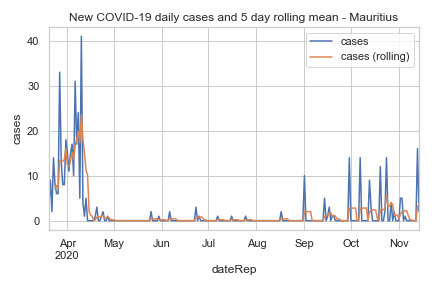 New COVID-19 daily cases and 5 day rolling mean - Mauritius
cases
cases (rolling)
cases
40
30
20
10
0
Apr May Jun Jul Aug Sep Oct Nov
2020
dateRep